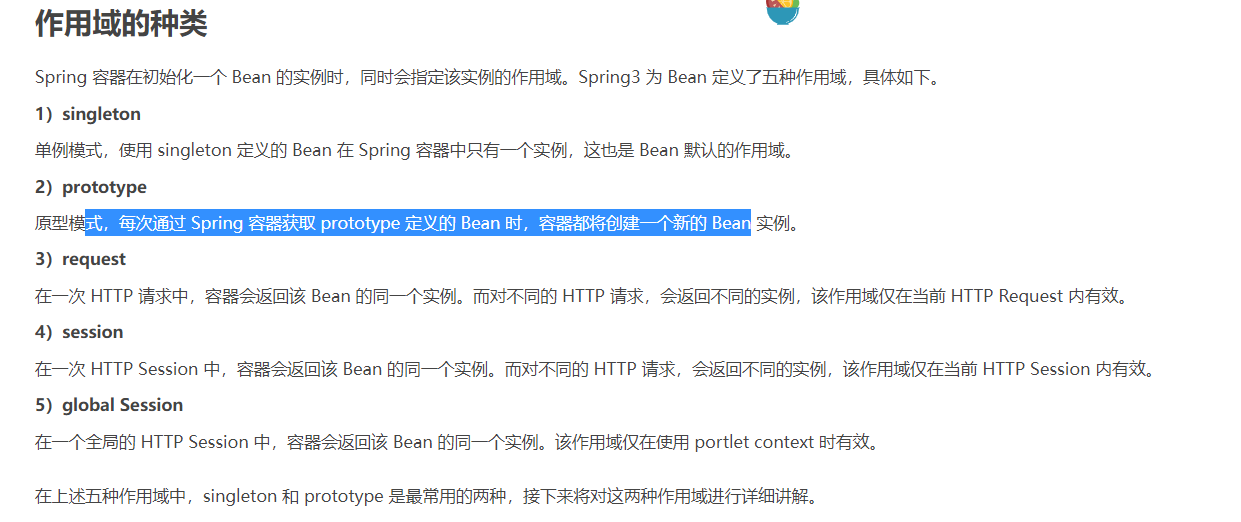 作用域的种类
Spring 容器在初始化一个 Bean 的实例时，同时会指定该实例的作用域。Spring3 为 Bean 定义了五种作用域，具体如下。
1）singleton
单例模式，使用 singleton 定义的 Bean 在 Spring 容器中只有一个实例，这也是 Bean 默认的作用域。
2）prototype
原型模式，每次通过 Spring 容器获取 prototype 定义的 Bean 时，容器都将创建一个新的 Bean 实例。
3）request
在一次 HTTP 请求中，容器会返回该 Bean 的同一个实例。而对不同的 HTTP 请求，会返回不同的实例，该作用域仅在当前 HTTP Request 内有效。
4）session
在一次 HTTP Session 中，容器会返回该 Bean 的同一个实例。而对不同的 HTTP 请求，会返回不同的实例，该作用域仅在当前 HTTP Session 内有效。
5）global Session
在一个全局的 HTTP Session 中，容器会返回该 Bean 的同一个实例。该作用域仅在使用 portlet context 时有效。
在上述五种作用域中，singleton 和 prototype 是最常用的两种，接下来将对这两种作用域进行详细讲解。